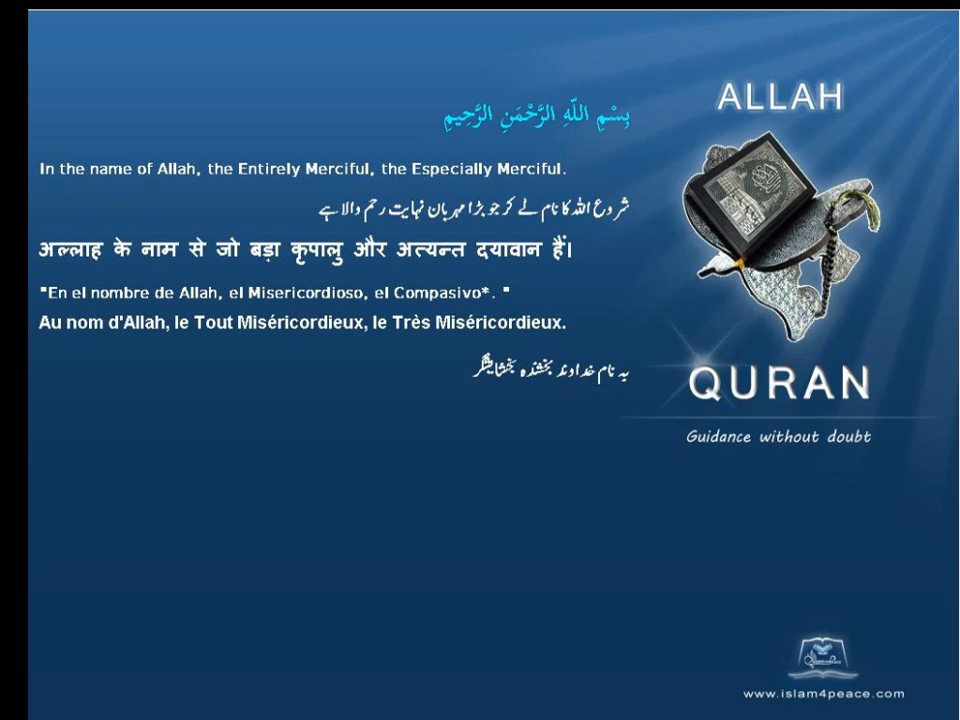 بِسْمِ اللَّهِ الرَّحْمَنِ الرَّحِيمِ
In the name of Allah, the Entirely Merciful, the Especially Merciful.
شروع الله کا نام لے کر جو بڑا مہربان نہایت رحم والا ہے
अल्लाह के नाम से जो बड़ा कृपालु और अत्यन्त दयावान हैं।
"En el nombre de Allah, el Misericordioso, el Compasivo*. "
Au nom d'Allah, le Tout Miséricordieux, le Très Miséricordieux.
به نام خداوند بخشنده بخشایشگر
ALLAH
QURAN
Guidance without doubt
www.islam4peace.com